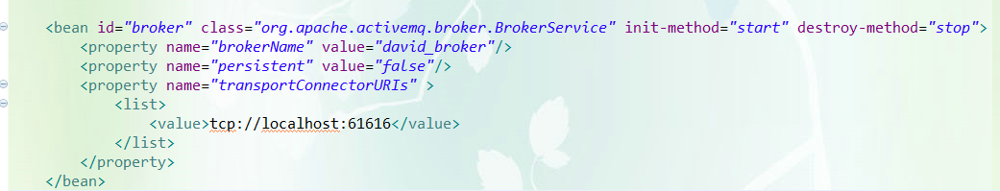 <bean id="broker" class="org.apache.activemq.broker.BrokerService" init-method="start" destroy-method="stop">
    <property name="brokerName" value="david_broker"/>
    <property name="persistent" value="false"/>
    <property name="transportConnectorURIs" >
        <list>
            <value>tcp://localhost:61616</value>
        </list>
    </property>
</bean>